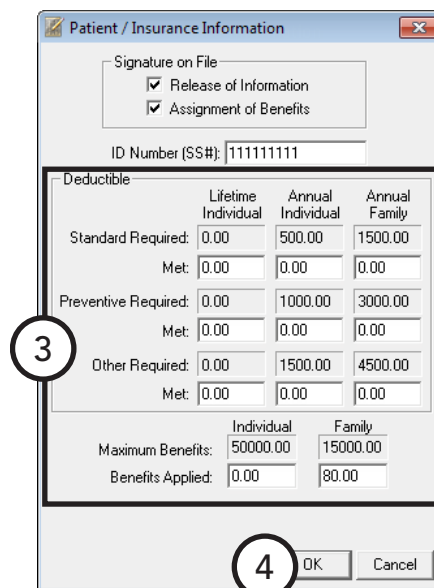 Patient / Insurance Information
Signature on File
Release of Information
Assignment of Benefits
ID Number (SS#): 111111111
Deductible
Lifetime Individual Annual Individual Annual Family
Standard Required: 0.00 500.00 1500.00
Met: 0.00 0.00 0.00
Preventive Required: 0.00 1000.00 3000.00
Met: 0.00 0.00 0.00
3
Other Required: 0.00 1500.00 4500.00
Met: 0.00 0.00 0.00
Individual Family
Maximum Benefits: 50000.00 15000.00
Benefits Applied: 0.00 80.00
4 OK Cancel